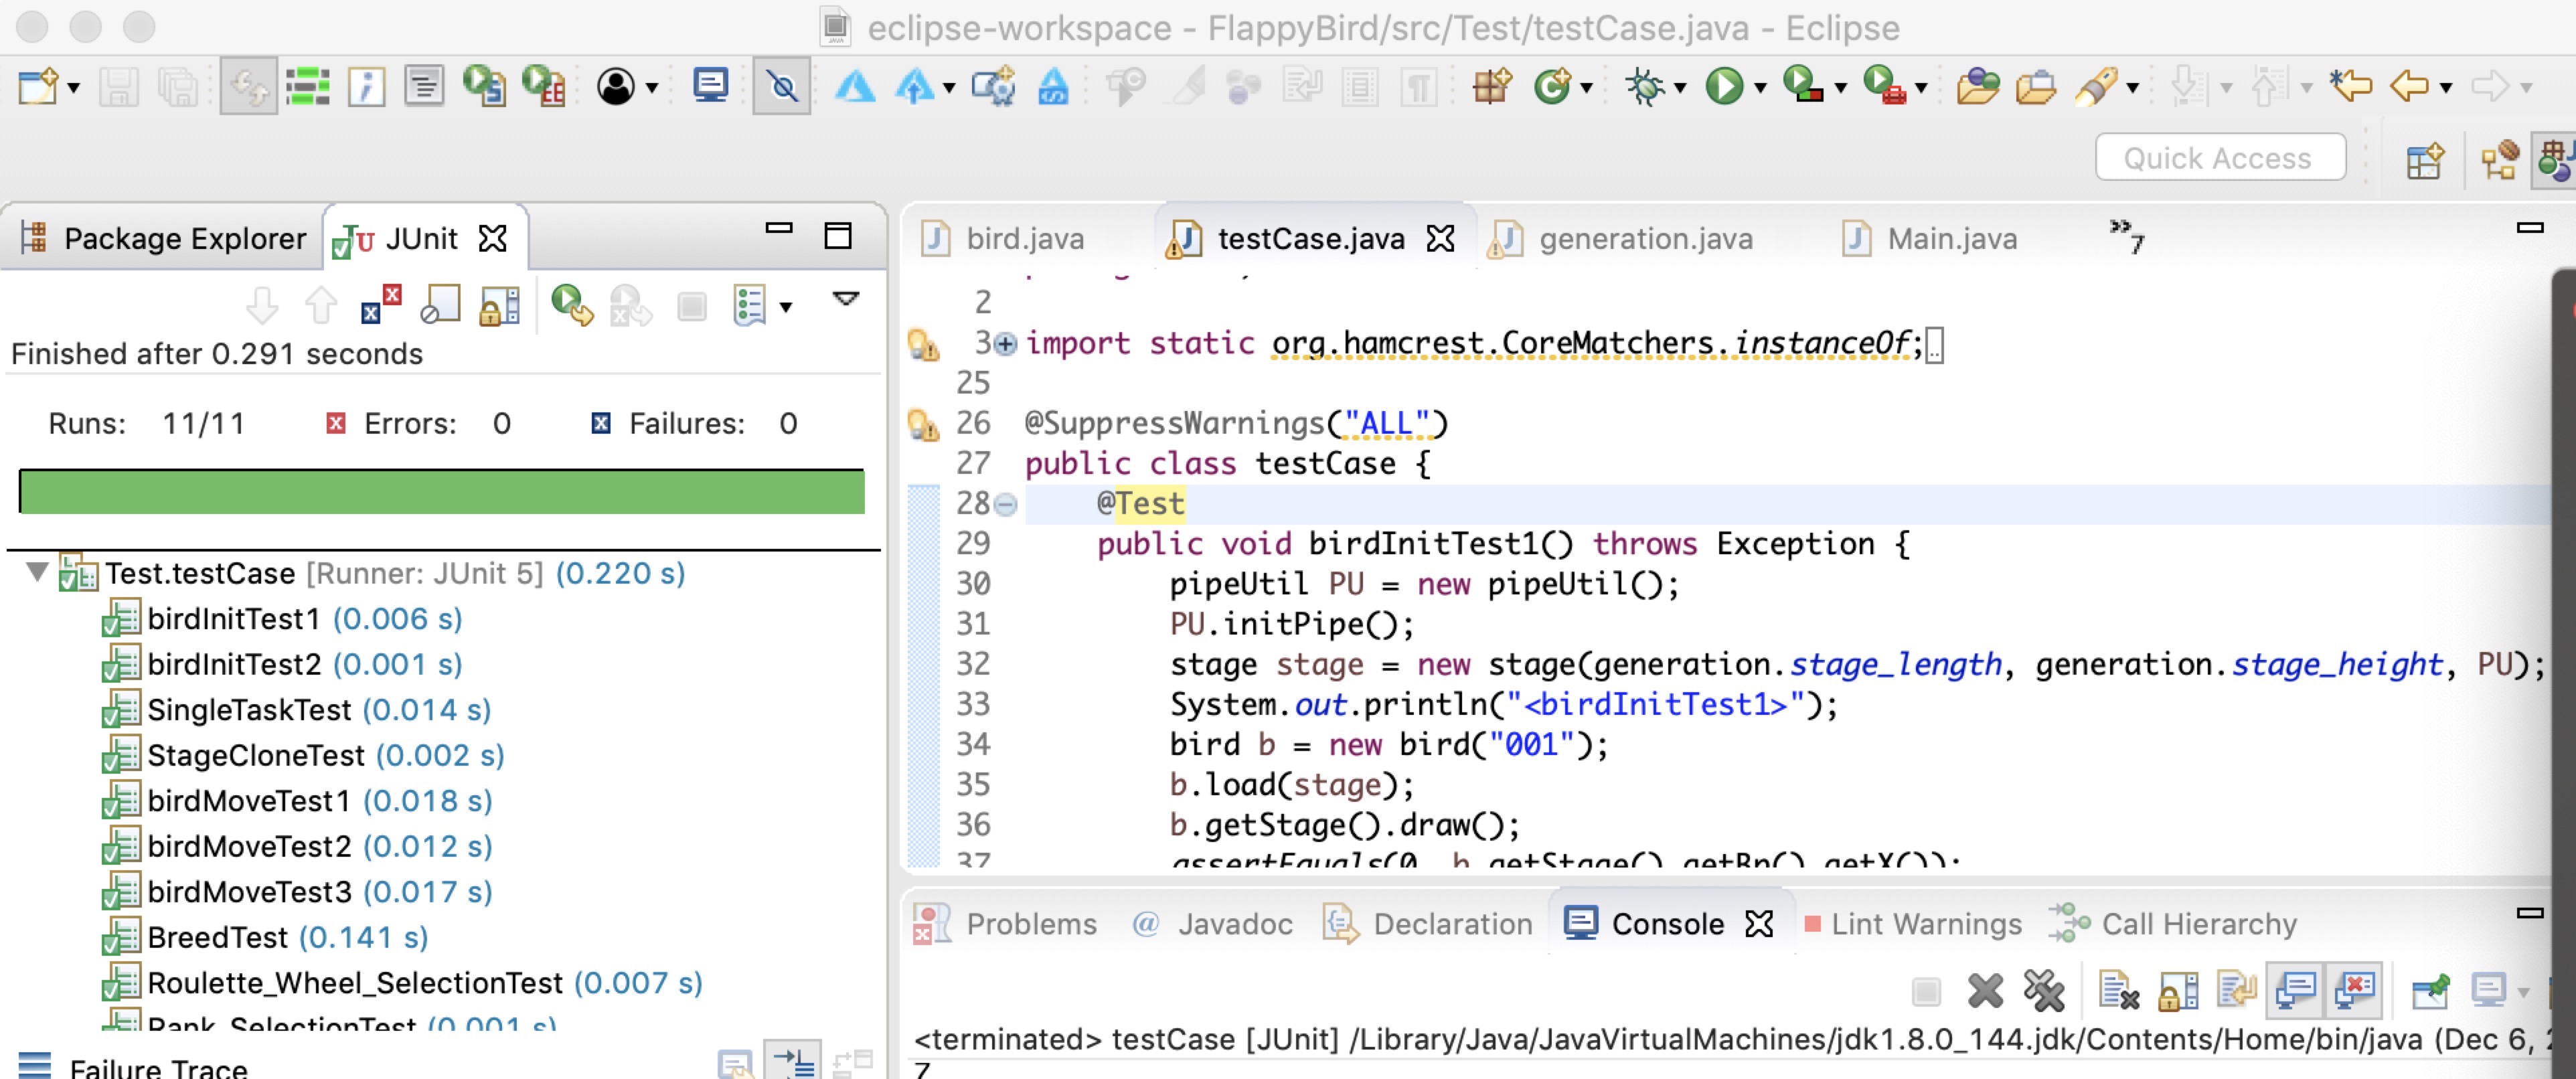 eclipse-workspace - FlappyBird/src/Test/testCase.java - Eclipse
Quick Access
Package Explorer
JUnit
Finished after 0.291 seconds
Runs: 11/11
Errors: 0
Failures: 0
Test.testCase [Runner: JUnit 5] (0.220 s)
birdInitTest1 (0.006 s)
birdInitTest2 (0.001 s)
SingleTaskTest (0.014 s)
StageCloneTest (0.002 s)
birdMoveTest1 (0.018 s)
birdMoveTest2 (0.012 s)
birdMoveTest3 (0.017 s)
BreedTest (0.141 s)
Roulette_Wheel_SelectionTest (0.007 s)
Rank_SelectionTest (0.001 s)
Failure Trace
bird.java
testCase.java
generation.java
Main.java
»7
2
3 import static org.hamcrest.CoreMatchers.instanceOf;
25
26 @SuppressWarnings("ALL")
27 public class testCase {
28 @Test
29 public void birdInitTest1() throws Exception {
30 pipeUtil PU = new pipeUtil();
31 PU.initPipe();
32 stage stage = new stage(generation.stage_length, generation.stage_height, PU);
33 System.out.println("<birdInitTest1>");
34 bird b = new bird("001");
35 b.load(stage);
36 b.getStage().draw();
37 assertEquals(0, b.getStage().getBp().getX());
Problems
@ Javadoc
Declaration
Console
Lint Warnings
Call Hierarchy
<terminated> testCase [JUnit] /Library/Java/JavaVirtualMachines/jdk1.8.0_144.jdk/Contents/Home/bin/java (Dec 6,